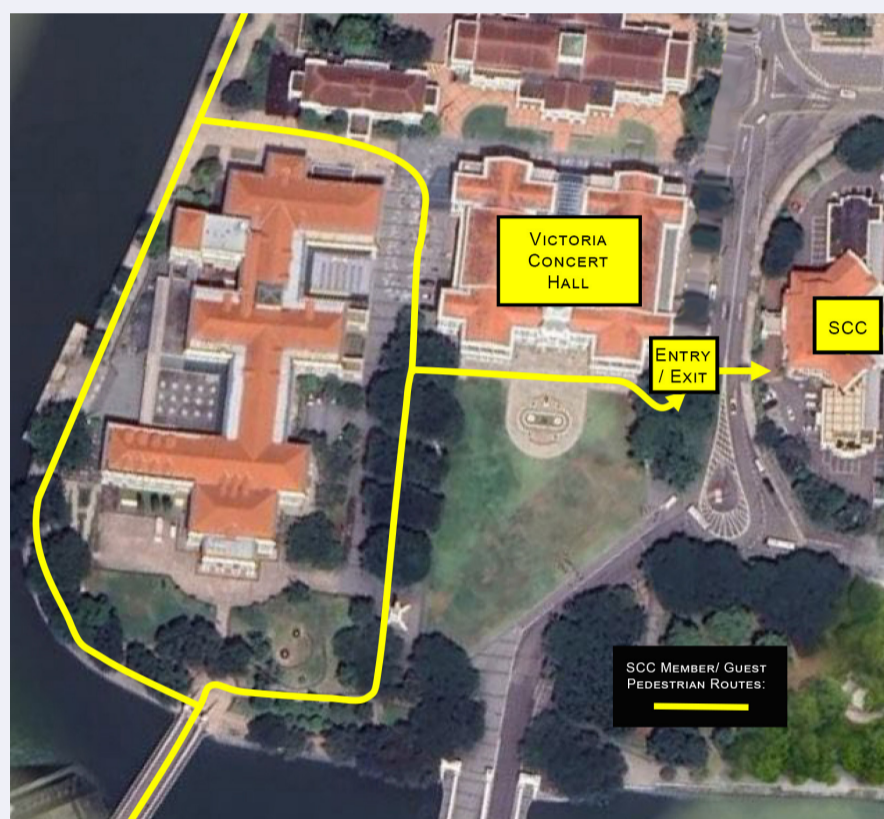 VICTORIA
CONCERT
HALL
SCC
ENTRY
/ EXIT
SCC MEMBER/ GUEST
PEDESTRIAN ROUTES: